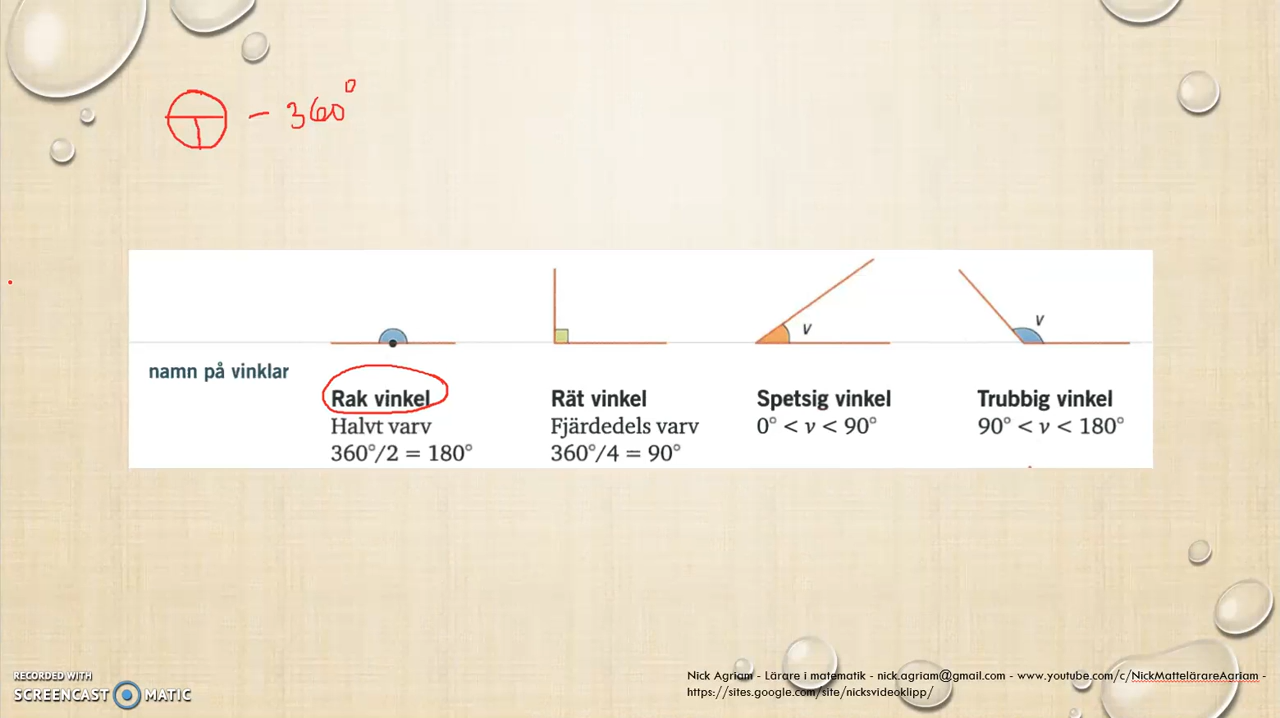 – 360°
v
v
namn på vinklar
Rak vinkel
Halvt varv
360°/2 = 180°
Rät vinkel
Fjärdedels varv
360°/4 = 90°
Spetsig vinkel
0° < v < 90°
Trubbig vinkel
90° < v < 180°
RECORDED WITH
SCREENCAST MATIC
Nick Agriam - Lärare i matematik - nick.agriam@gmail.com - www.youtube.com/c/NickMattelärareAgriam -
https://sites.google.com/site/nicksvideoklipp/